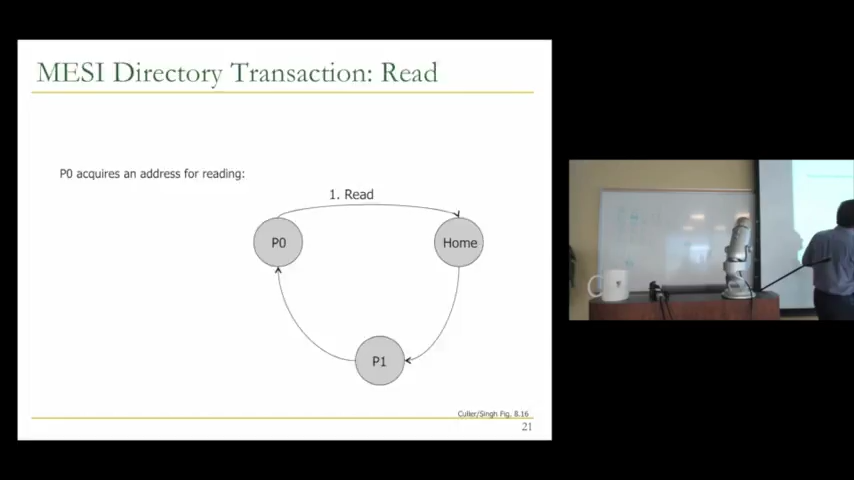 MESI Directory Transaction: Read
P0 acquires an address for reading:
1. Read
P0
Home
P1
Culler/Singh Fig. 8.16
21